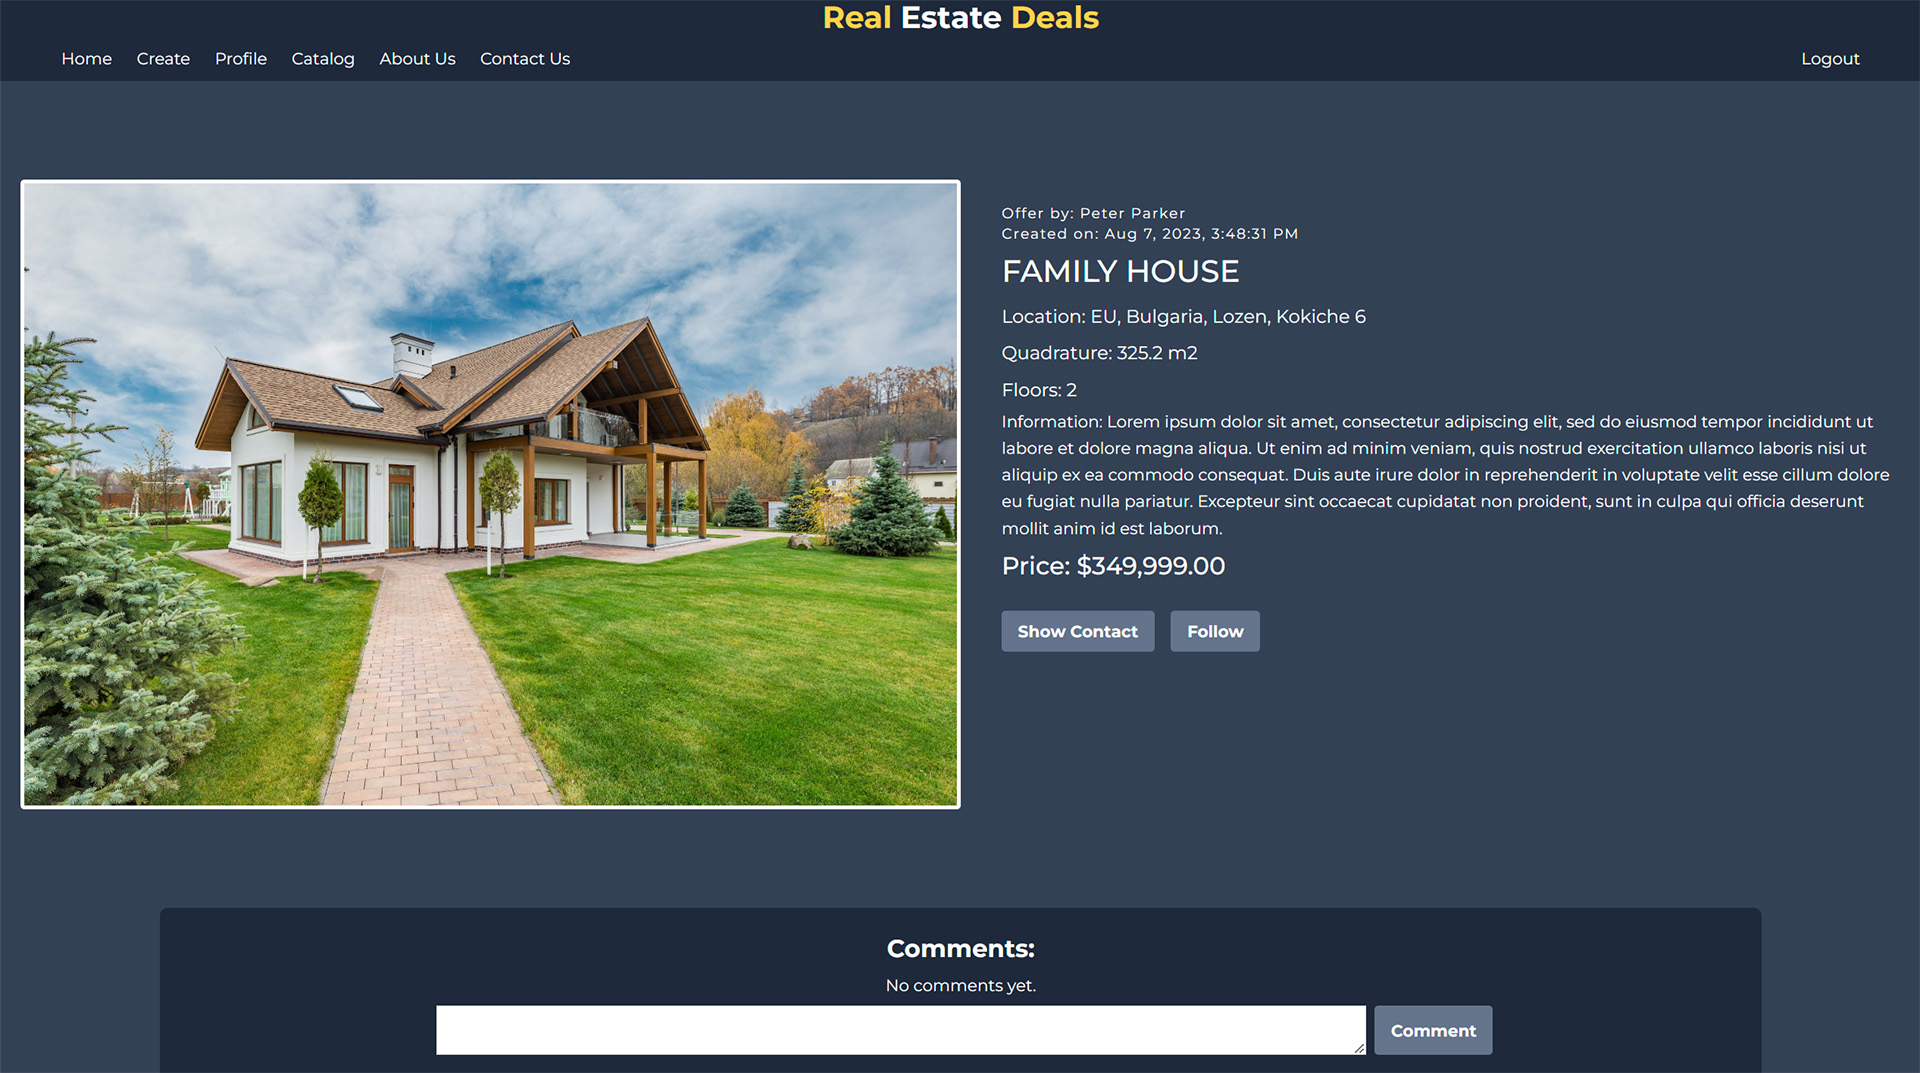 Real Estate Deals
Home Create Profile Catalog About Us Contact Us Logout
Offer by: Peter Parker
Created on: Aug 7, 2023, 3:48:31 PM
FAMILY HOUSE
Location: EU, Bulgaria, Lozen, Kokiche 6
Quadrature: 325.2 m2
Floors: 2
Information: Lorem ipsum dolor sit amet, consectetur adipiscing elit, sed do eiusmod tempor incididunt ut
labore et dolore magna aliqua. Ut enim ad minim veniam, quis nostrud exercitation ullamco laboris nisi ut
aliquip ex ea commodo consequat. Duis aute irure dolor in reprehenderit in voluptate velit esse cillum dolore
eu fugiat nulla pariatur. Excepteur sint occaecat cupidatat non proident, sunt in culpa qui officia deserunt
mollit anim id est laborum.
Price: $349,999.00
Show Contact Follow
Comments:
No comments yet.
Comment